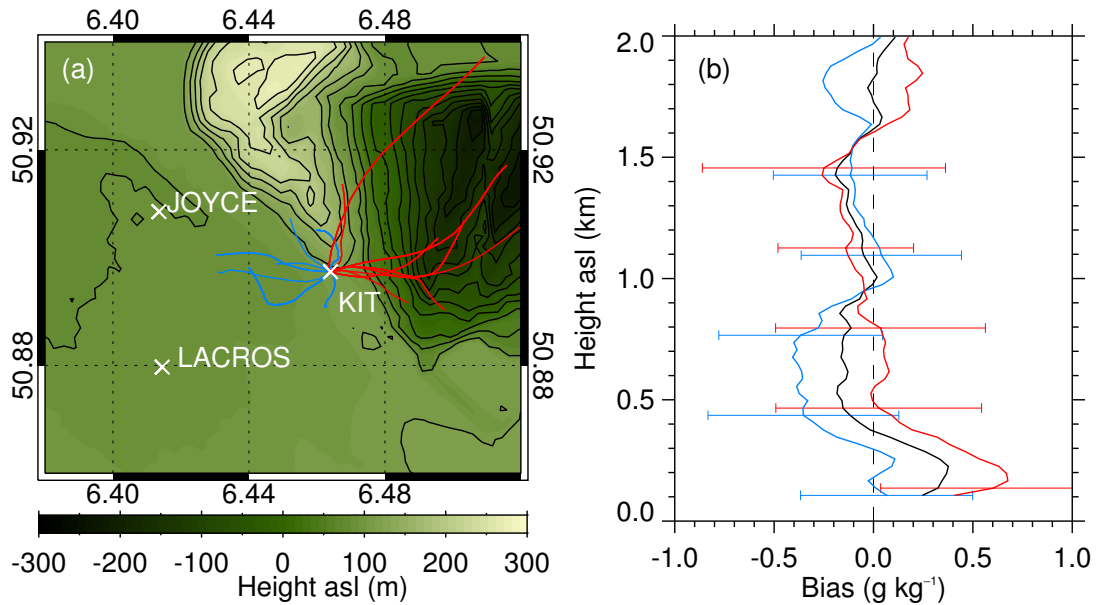 6.40 6.44 6.48
(a)
50.92 50.92
JOYCE
KIT
LACROS
50.88 50.88
6.40 6.44 6.48
-300 -200 -100 0 100 200 300
Height asl (m)
2.0
(b)
1.5
1.0
0.5
0.0
Height asl (km)
-1.0 -0.5 0.0 0.5 1.0
Bias (g kg⁻¹)